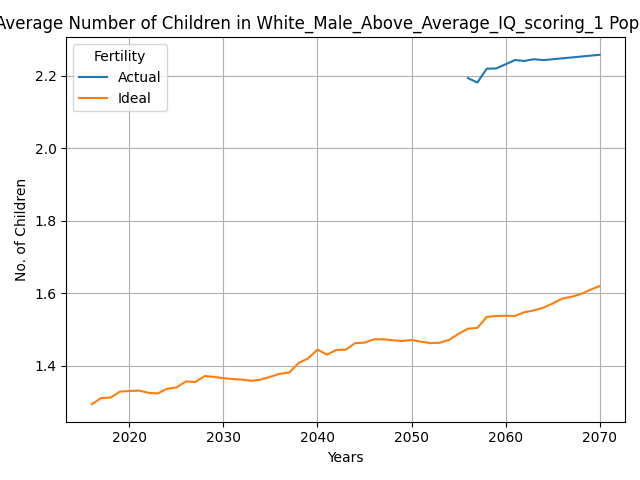 Average Number of Children in White_Male_Above_Average_IQ_scoring_1 Pop
Fertility
Actual
Ideal
2.2
2.0
1.8
1.6
1.4
No. of Children
2020 2030 2040 2050 2060 2070
Years